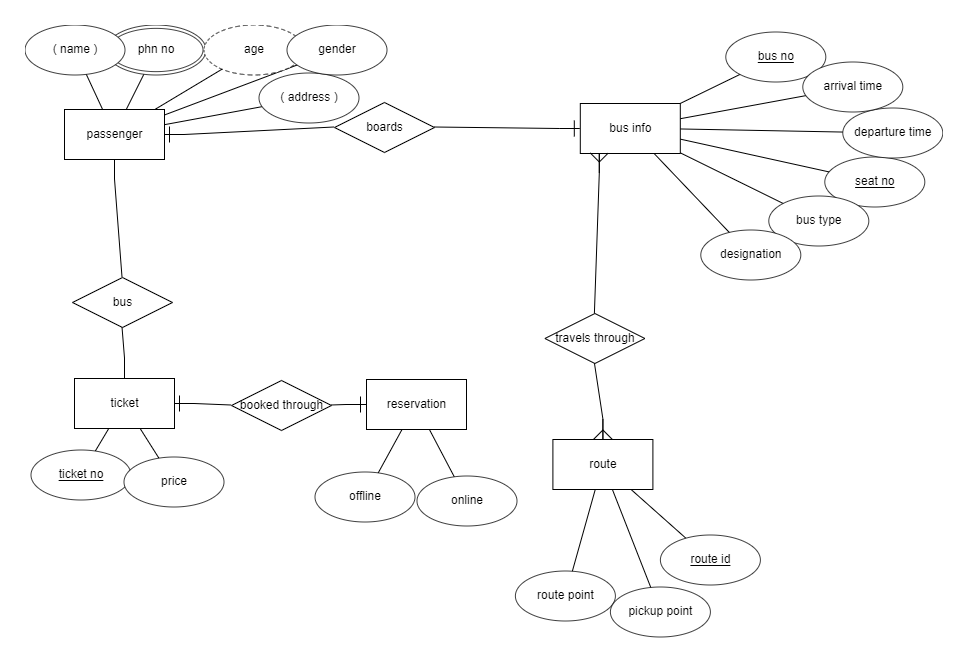 ( name )
phn no
age
gender
( address )
passenger
boards
bus info
bus no
arrival time
departure time
seat no
bus type
designation
bus
travels through
ticket
booked through
reservation
ticket no
price
offline
online
route
route id
route point
pickup point